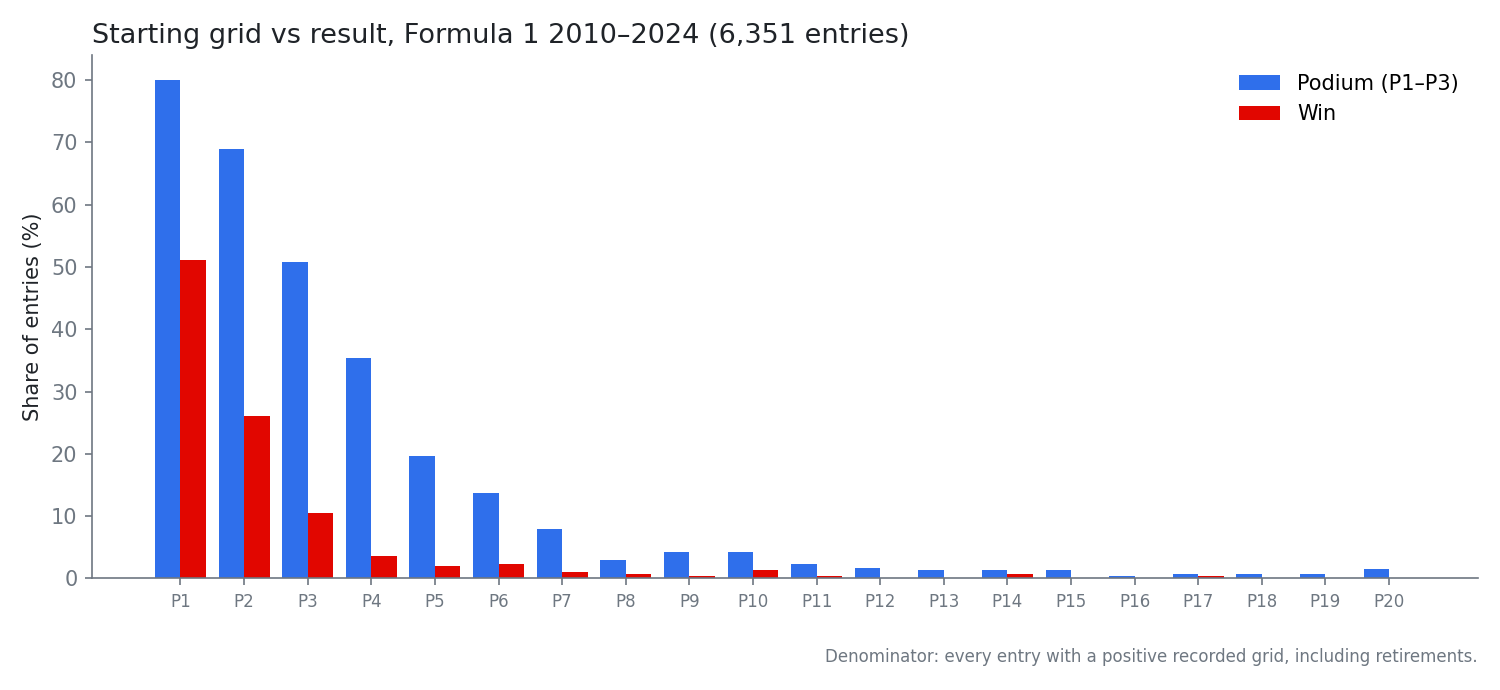 Starting grid vs result, Formula 1 2010–2024 (6,351 entries)
Podium (P1–P3)
Win
Share of entries (%)
80
70
60
50
40
30
20
10
0
P1 P2 P3 P4 P5 P6 P7 P8 P9 P10 P11 P12 P13 P14 P15 P16 P17 P18 P19 P20
Denominator: every entry with a positive recorded grid, including retirements.